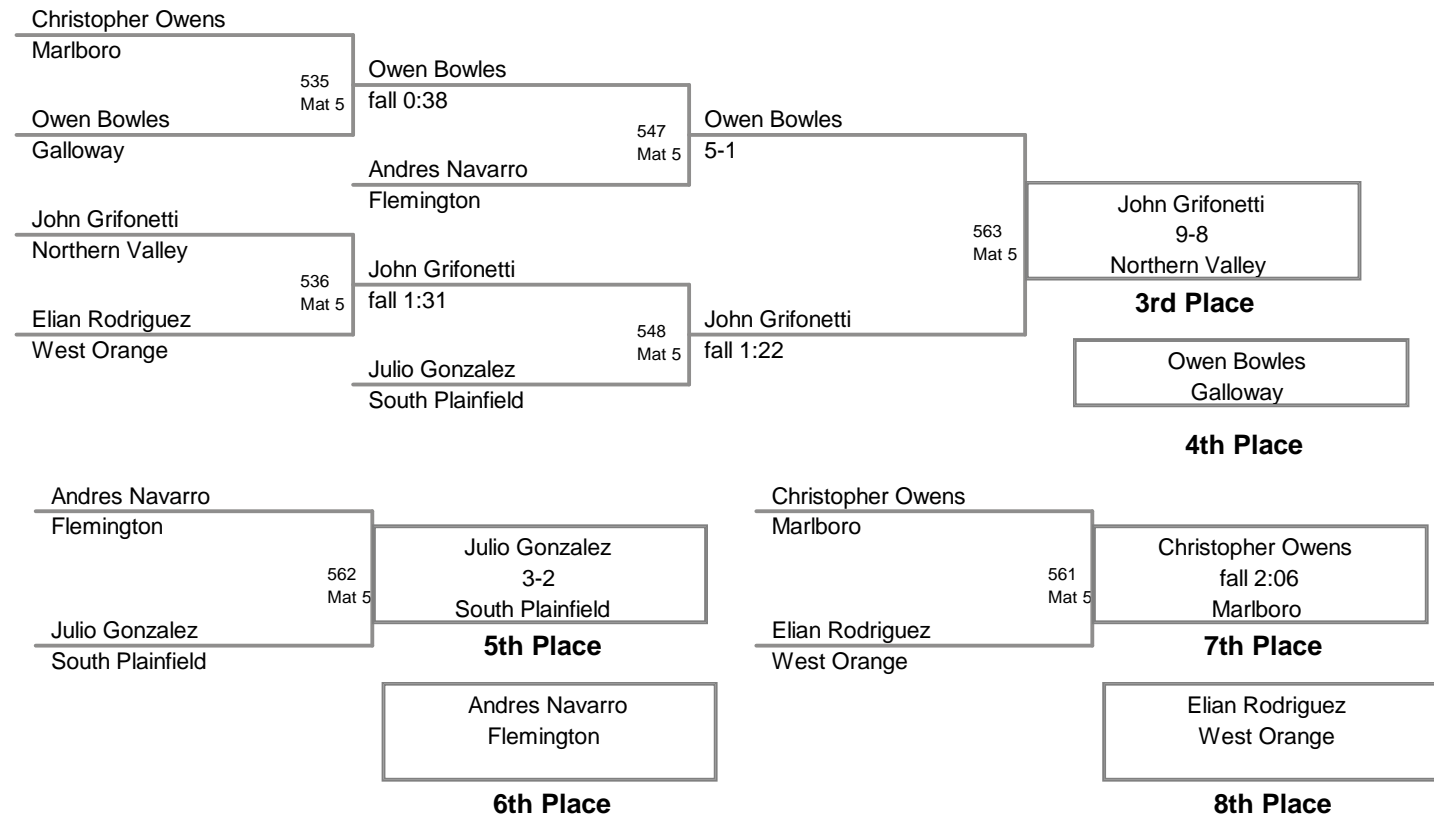 Christopher Owens
Marlboro
535
Mat 5
Owen Bowles
Galloway
Owen Bowles
fall 0:38
547
Mat 5
Andres Navarro
Flemington
Owen Bowles
5-1
John Grifonetti
Northern Valley
536
Mat 5
Elian Rodriguez
West Orange
John Grifonetti
fall 1:31
548
Mat 5
Julio Gonzalez
South Plainfield
John Grifonetti
fall 1:22
563
Mat 5
John Grifonetti
9-8
Northern Valley
3rd Place
Owen Bowles
Galloway
4th Place
Andres Navarro
Flemington
562
Mat 5
Julio Gonzalez
South Plainfield
Julio Gonzalez
3-2
South Plainfield
5th Place
Andres Navarro
Flemington
6th Place
Christopher Owens
Marlboro
561
Mat 5
Elian Rodriguez
West Orange
Christopher Owens
fall 2:06
Marlboro
7th Place
Elian Rodriguez
West Orange
8th Place